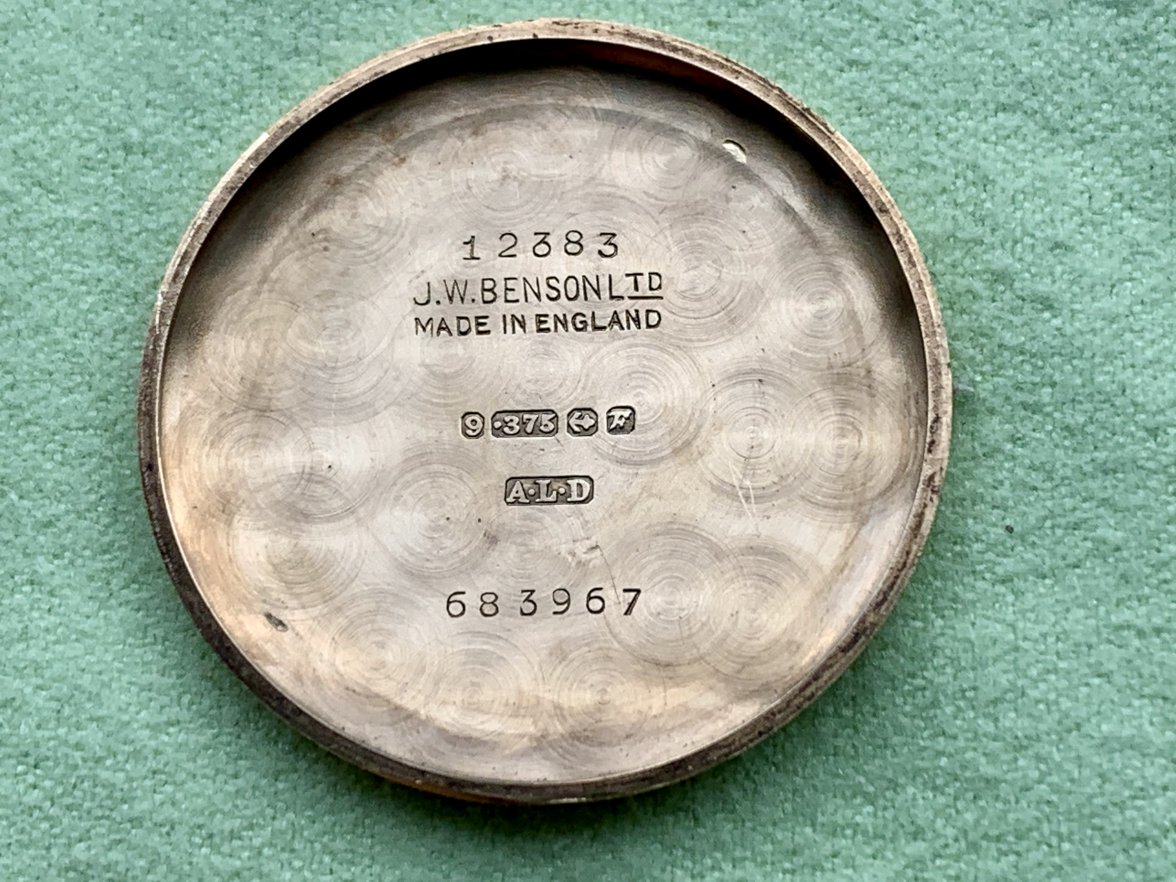 12383
J.W.BENSON LTD
MADE IN ENGLAND
9 ·375 F
A·L·D
683967